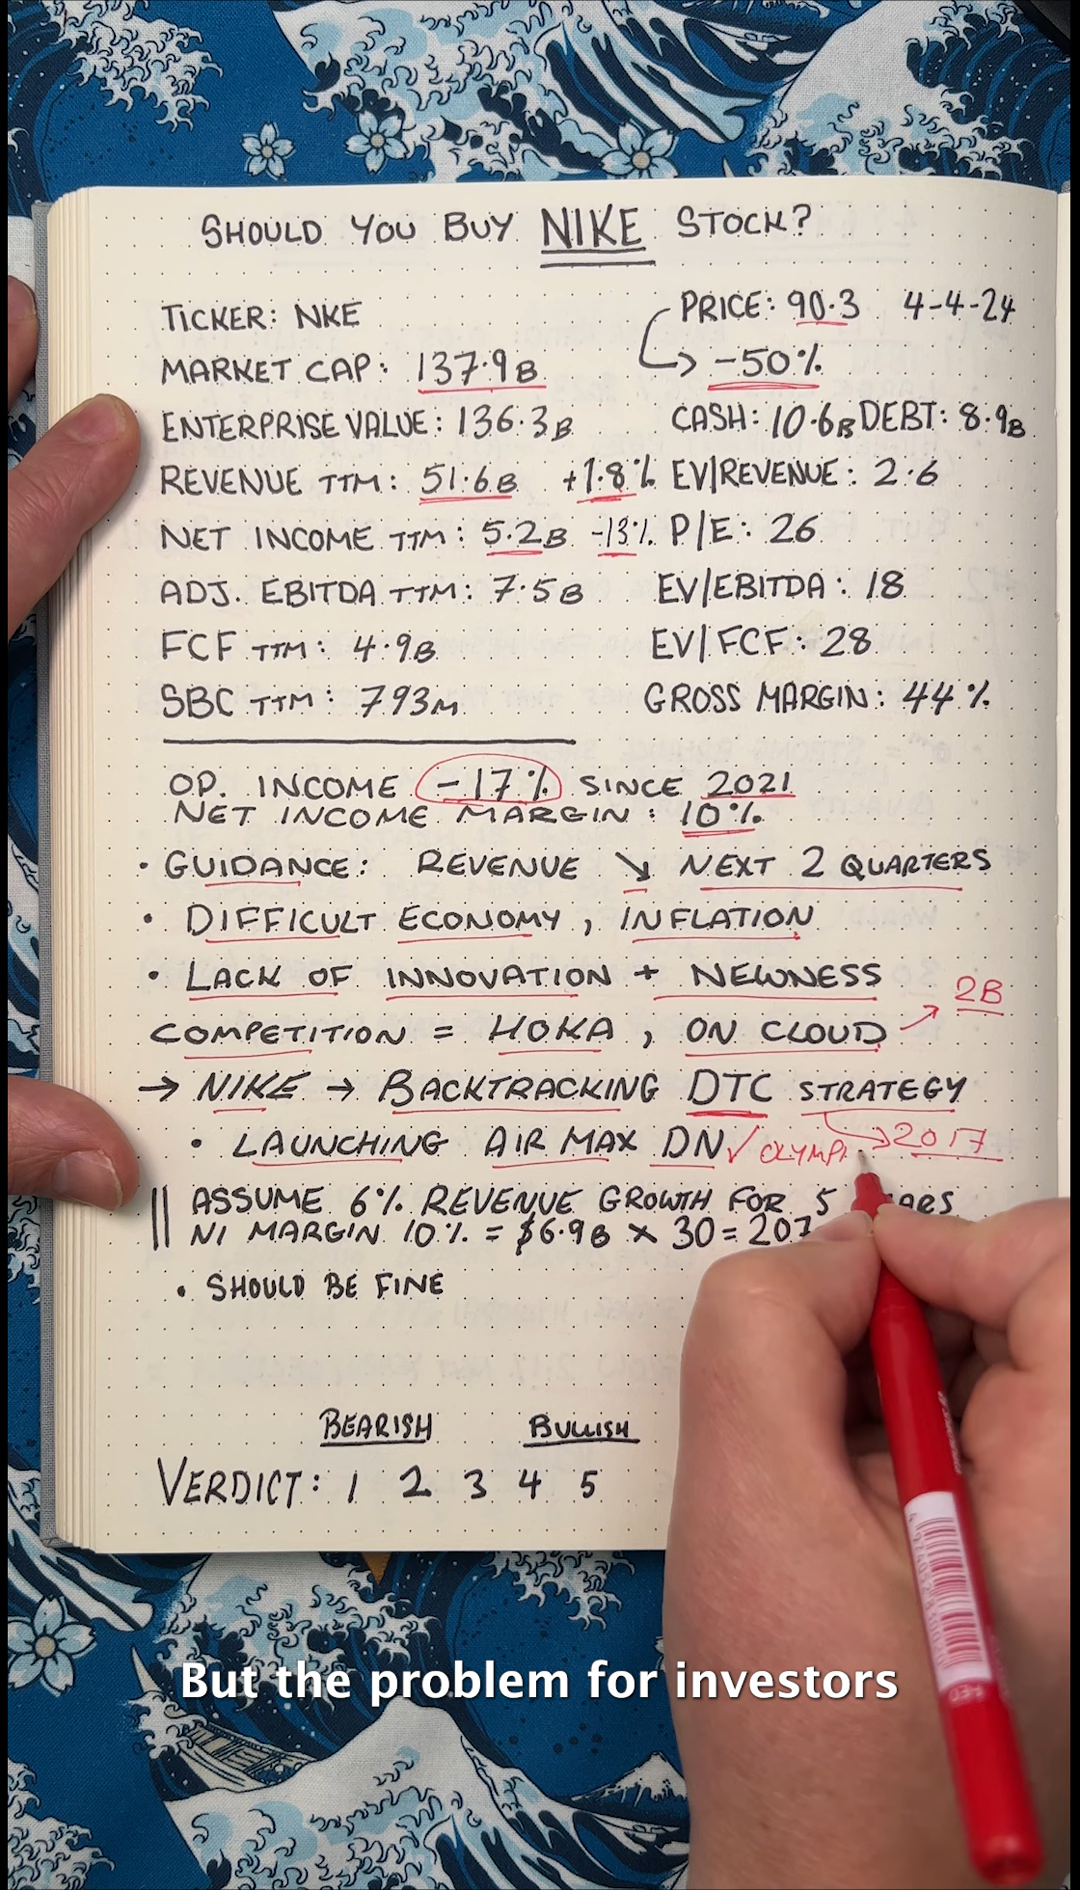 SHOULD YOU BUY NIKE STOCK?
TICKER: NKE PRICE: 90.3 4-4-24
MARKET CAP: 137.9B → -50%
ENTERPRISE VALUE: 136.3B CASH: 10.6B DEBT: 8.9B
REVENUE TTM: 51.6B +1.8% EV/REVENUE: 2.6
NET INCOME TTM: 5.2B -13% P/E: 26
ADJ. EBITDA TTM: 7.5B EV/EBITDA: 18
FCF TTM: 4.9B EV/FCF: 28
SBC TTM: 793M GROSS MARGIN: 44%
OP. INCOME -17% SINCE 2021
NET INCOME MARGIN: 10%
• GUIDANCE: REVENUE ↘ NEXT 2 QUARTERS
• DIFFICULT ECONOMY, INFLATION
• LACK OF INNOVATION + NEWNESS
COMPETITION = HOKA, ON CLOUD → 2B
→ NIKE → BACKTRACKING DTC STRATEGY → 2017
• LAUNCHING AIR MAX DN ✓ OLYMPI
|| ASSUME 6% REVENUE GROWTH FOR 5 ARS
NI MARGIN 10% = $6.9B × 30 = 207
• SHOULD BE FINE
BEARISH BULLISH
VERDICT: 1 2 3 4 5
But the problem for investors